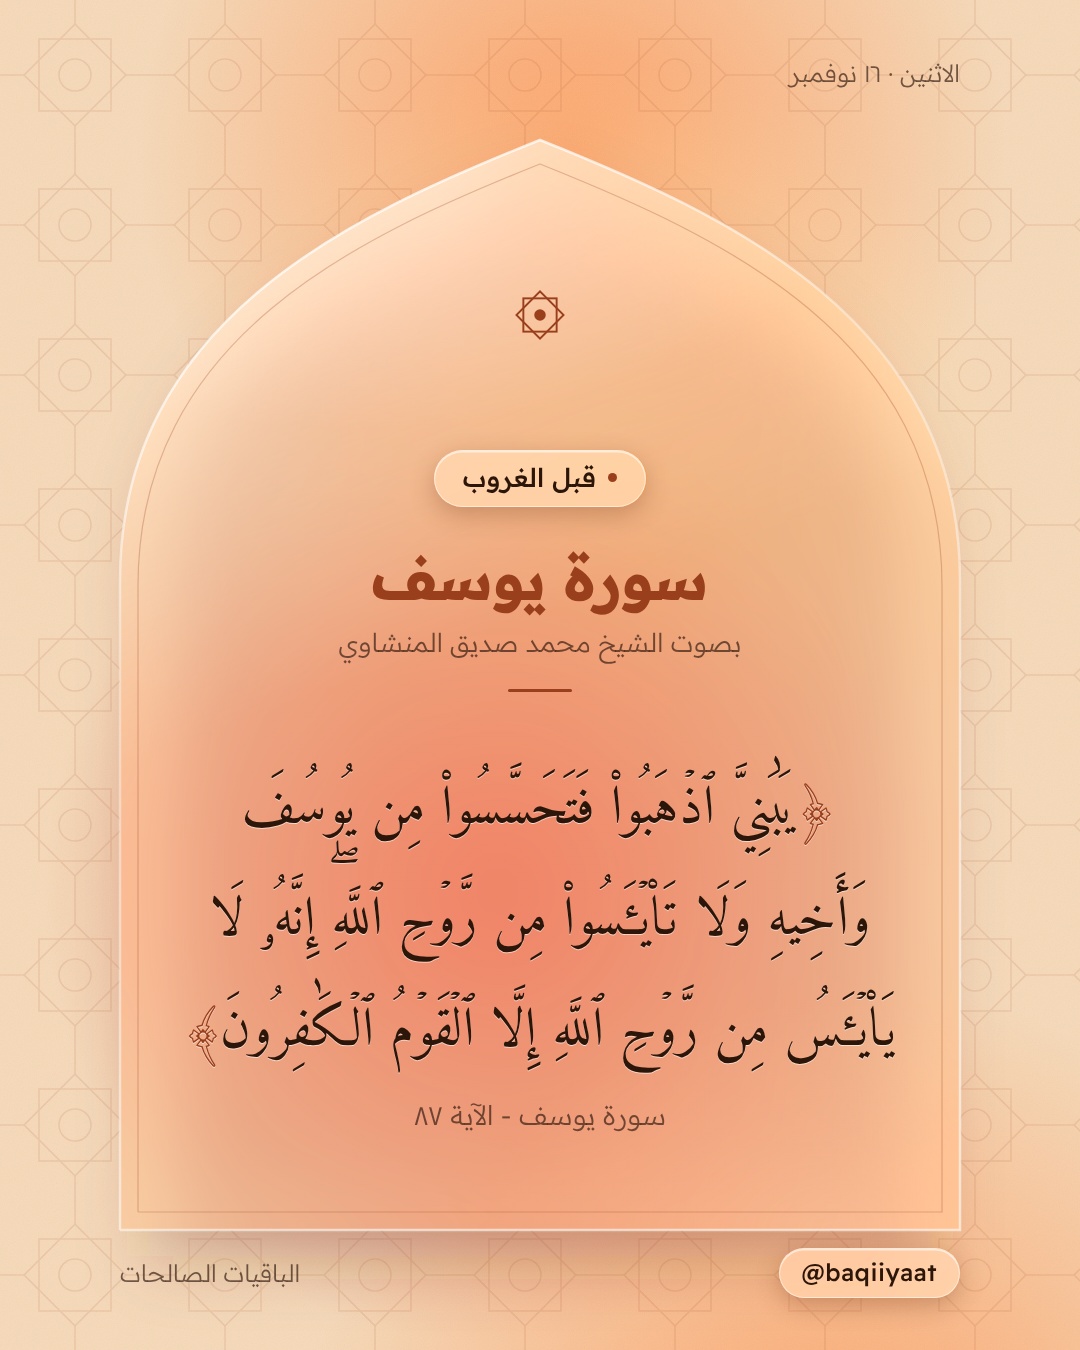 الاثنين · ١٦ نوفمبر
قبل الغروب
سورة يوسف
بصوت الشيخ محمد صديق المنشاوي
﴿يَٰبَنِيَّ ٱذۡهَبُواْ فَتَحَسَّسُواْ مِن يُوسُفَ
وَأَخِيهِ وَلَا تَاْيۡـَٔسُواْ مِن رَّوۡحِ ٱللَّهِۖ إِنَّهُۥ لَا
يَاْيۡـَٔسُ مِن رَّوۡحِ ٱللَّهِ إِلَّا ٱلۡقَوۡمُ ٱلۡكَٰفِرُونَ﴾
سورة يوسف - الآية ٨٧
@baqiiyaat
الباقيات الصالحات